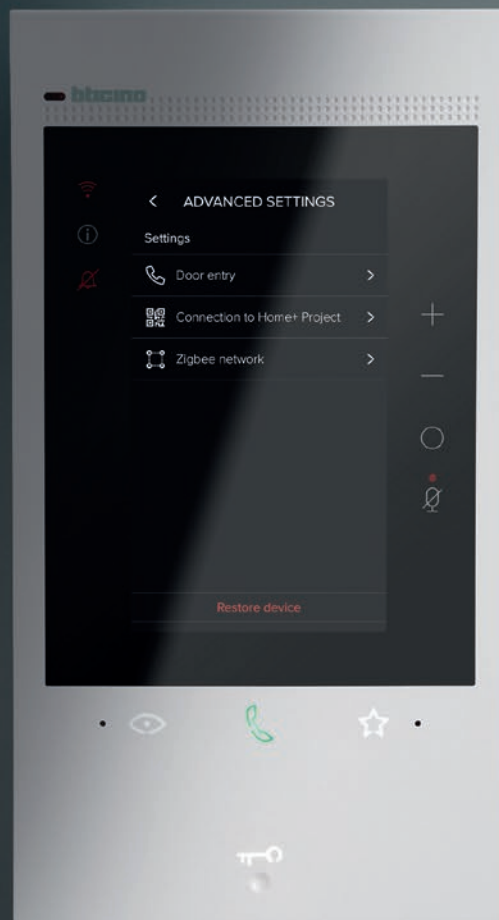 bticino
ADVANCED SETTINGS
Settings
Door entry
Connection to Home+ Project
Zigbee network
Restore device